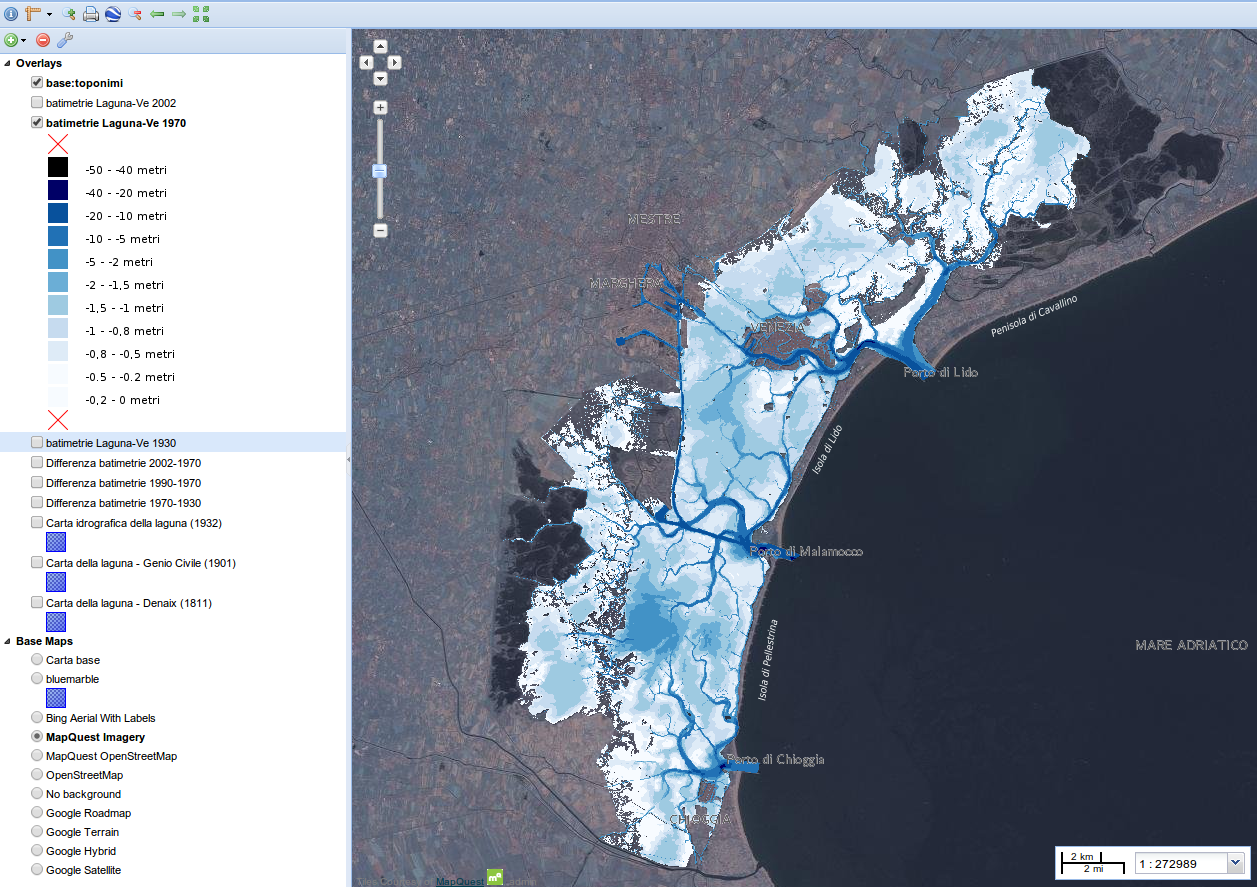 Overlays
base:toponimi
batimetrie Laguna-Ve 2002
batimetrie Laguna-Ve 1970
-50 - -40 metri
-40 - -20 metri
-20 - -10 metri
-10 - -5 metri
-5 - -2 metri
-2 - -1,5 metri
-1,5 - -1 metri
-1 - -0,8 metri
-0,8 - -0,5 metri
-0.5 - -0.2 metri
-0,2 - 0 metri
batimetrie Laguna-Ve 1930
Differenza batimetrie 2002-1970
Differenza batimetrie 1990-1970
Differenza batimetrie 1970-1930
Carta idrografica della laguna (1932)
Carta della laguna - Genio Civile (1901)
Carta della laguna - Denaix (1811)
Base Maps
Carta base
bluemarble
Bing Aerial With Labels
MapQuest Imagery
MapQuest OpenStreetMap
OpenStreetMap
No background
Google Roadmap
Google Terrain
Google Hybrid
Google Satellite
MESTRE
MARGHERA
VENEZIA
Penisola di Cavallino
Porto di Lido
Isola di Lido
Porto di Malamocco
Isola di Pellestrina
MARE ADRIATICO
Porto di Chioggia
CHIOGGIA
Tiles Courtesy of MapQuest
2 km
2 mi
1 : 272989